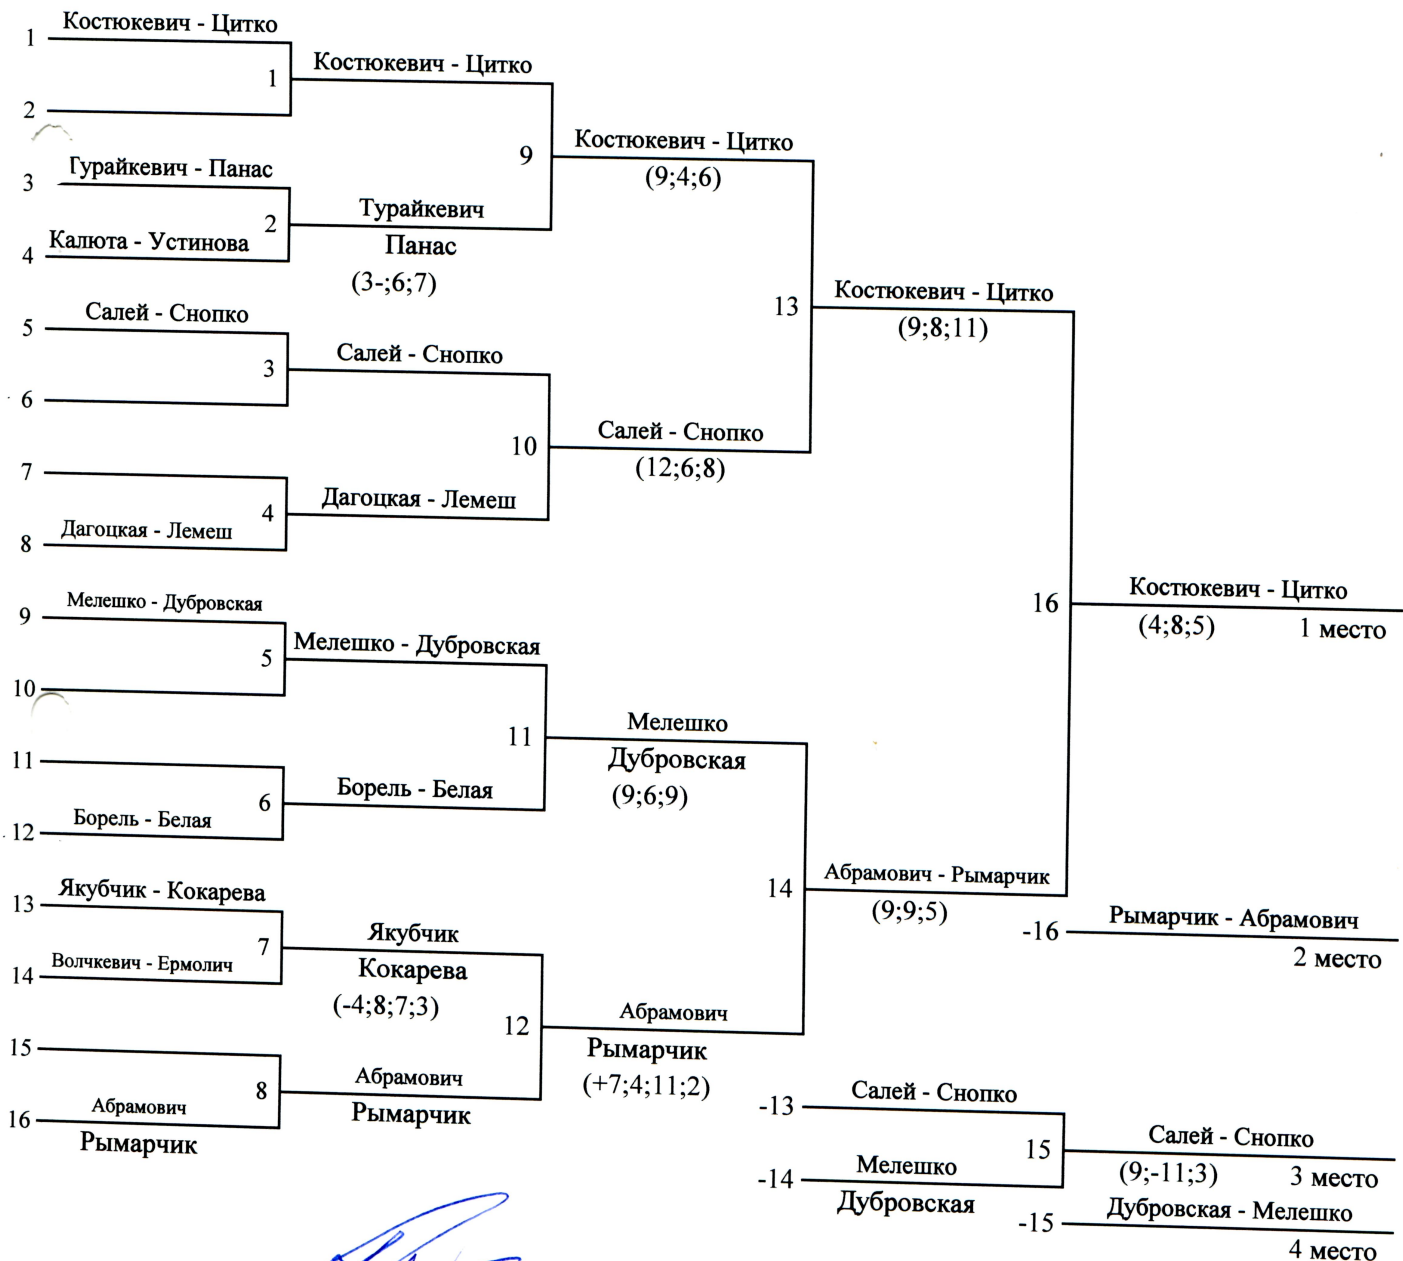 Костюкевич - Цитко
1
1
2
Костюкевич - Цитко
Гурайкевич - Панас
3
2
Калюта - Устинова
4
Турайкевич
Панас
(3-;6;7)
9
Костюкевич - Цитко
(9;4;6)
Салей - Снопко
5
3
6
Салей - Снопко
7
4
Дагоцкая - Лемеш
8
Дагоцкая - Лемеш
10
Салей - Снопко
(12;6;8)
13
Костюкевич - Цитко
(9;8;11)
Мелешко - Дубровская
9
5
10
Мелешко - Дубровская
11
6
Борель - Белая
12
Борель - Белая
11
Мелешко
Дубровская
(9;6;9)
Якубчик - Кокарева
13
7
Волчкевич - Ермолич
14
Якубчик
Кокарева
(-4;8;7;3)
15
8
Абрамович
16
Рымарчик
Абрамович
Рымарчик
12
Абрамович
Рымарчик
(+7;4;11;2)
14
Абрамович - Рымарчик
(9;9;5)
16
Костюкевич - Цитко
(4;8;5) 1 место
-16
Рымарчик - Абрамович
2 место
-13
Салей - Снопко
15
-14
Мелешко
Дубровская
Салей - Снопко
(9;-11;3) 3 место
-15
Дубровская - Мелешко
4 место